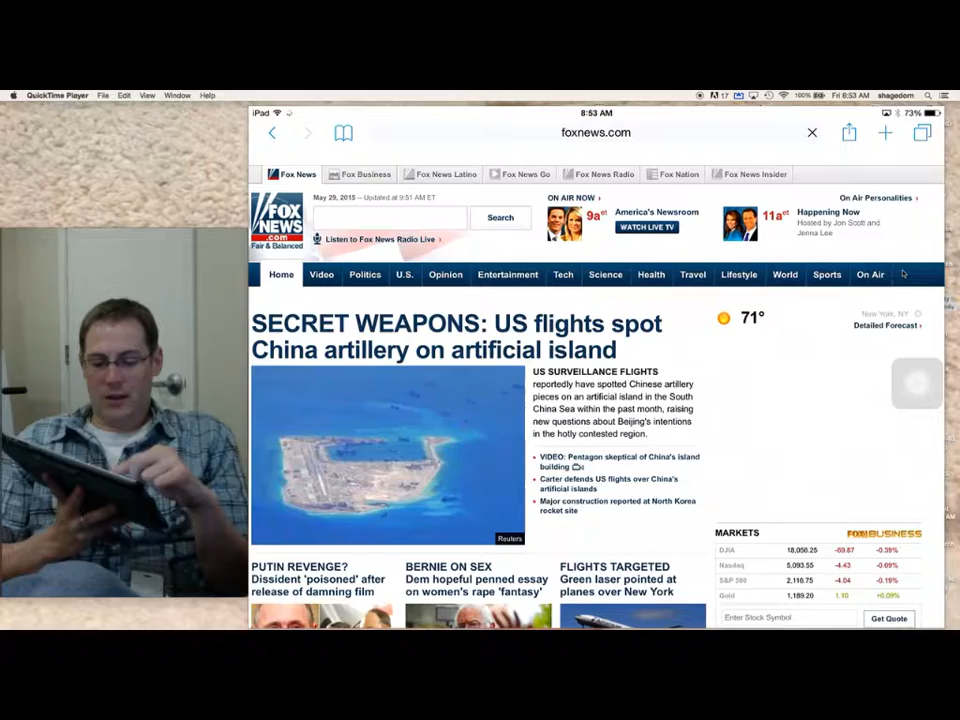 QuickTime Player File Edit View Window Help
17 100% Fri 8:53 AM shagedorn
iPad 8:53 AM 73%
foxnews.com
Fox News Fox Business Fox News Latino Fox News Go Fox News Radio Fox Nation Fox News Insider
May 29, 2015 – Updated at 9:51 AM ET
Search
Listen to Fox News Radio Live ›
FOX
NEWS
.com
Fair & Balanced
ON AIR NOW ›
9a et
America's Newsroom
WATCH LIVE TV
On Air Personalities ›
11a et
Happening Now
Hosted by Jon Scott and
Jenna Lee
Home Video Politics U.S. Opinion Entertainment Tech Science Health Travel Lifestyle World Sports On Air
SECRET WEAPONS: US flights spot
China artillery on artificial island
Reuters
US SURVEILLANCE FLIGHTS
reportedly have spotted Chinese artillery
pieces on an artificial island in the South
China Sea within the past month, raising
new questions about Beijing's intentions
in the hotly contested region.
VIDEO: Pentagon skeptical of China's island
building
Carter defends US flights over China's
artificial islands
Major construction reported at North Korea
rocket site
71°
New York, NY
Detailed Forecast ›
MARKETS FOX BUSINESS
DJIA 18,056.25 -69.87 -0.39%
Nasdaq 5,093.55 -4.43 -0.09%
S&P 500 2,116.75 -4.04 -0.19%
Gold 1,189.20 1.10 +0.09%
Enter Stock Symbol Get Quote
PUTIN REVENGE?
Dissident 'poisoned' after
release of damning film
BERNIE ON SEX
Dem hopeful penned essay
on women's rape 'fantasy'
FLIGHTS TARGETED
Green laser pointed at
planes over New York